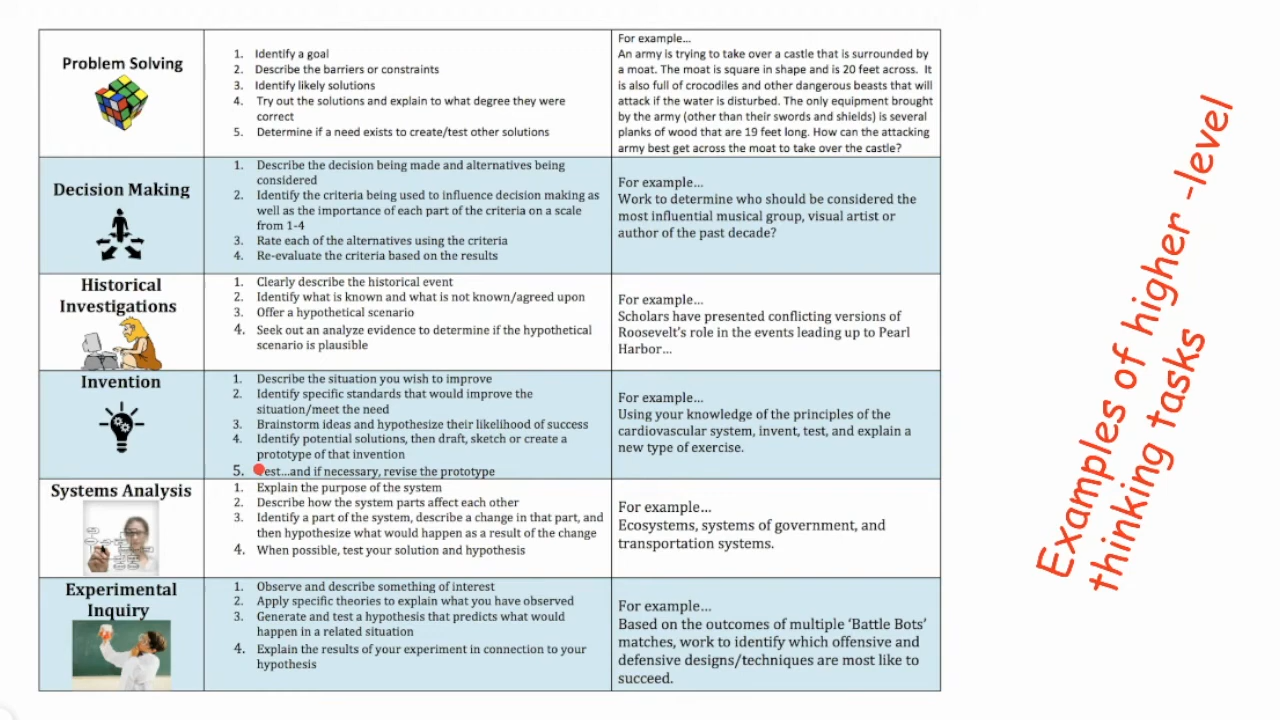 Problem Solving
1. Identify a goal
2. Describe the barriers or constraints
3. Identify likely solutions
4. Try out the solutions and explain to what degree they were
correct
5. Determine if a need exists to create/test other solutions
For example…
An army is trying to take over a castle that is surrounded by
a moat. The moat is square in shape and is 20 feet across. It
is also full of crocodiles and other dangerous beasts that will
attack if the water is disturbed. The only equipment brought
by the army (other than their swords and shields) is several
planks of wood that are 19 feet long. How can the attacking
army best get across the moat to take over the castle?
Decision Making
1. Describe the decision being made and alternatives being
considered
2. Identify the criteria being used to influence decision making as
well as the importance of each part of the criteria on a scale
from 1-4
3. Rate each of the alternatives using the criteria
4. Re-evaluate the criteria based on the results
For example…
Work to determine who should be considered the
most influential musical group, visual artist or
author of the past decade?
Historical
Investigations
1. Clearly describe the historical event
2. Identify what is known and what is not known/agreed upon
3. Offer a hypothetical scenario
4. Seek out an analyze evidence to determine if the hypothetical
scenario is plausible
For example…
Scholars have presented conflicting versions of
Roosevelt's role in the events leading up to Pearl
Harbor…
Invention
1. Describe the situation you wish to improve
2. Identify specific standards that would improve the
situation/meet the need
3. Brainstorm ideas and hypothesize their likelihood of success
4. Identify potential solutions, then draft, sketch or create a
prototype of that invention
5. Test…and if necessary, revise the prototype
For example…
Using your knowledge of the principles of the
cardiovascular system, invent, test, and explain a
new type of exercise.
Systems Analysis
1. Explain the purpose of the system
2. Describe how the system parts affect each other
3. Identify a part of the system, describe a change in that part, and
then hypothesize what would happen as a result of the change
4. When possible, test your solution and hypothesis
For example…
Ecosystems, systems of government, and
transportation systems.
Experimental
Inquiry
1. Observe and describe something of interest
2. Apply specific theories to explain what you have observed
3. Generate and test a hypothesis that predicts what would
happen in a related situation
4. Explain the results of your experiment in connection to your
hypothesis
For example…
Based on the outcomes of multiple 'Battle Bots'
matches, work to identify which offensive and
defensive designs/techniques are most like to
succeed.
Examples of higher -level
thinking tasks